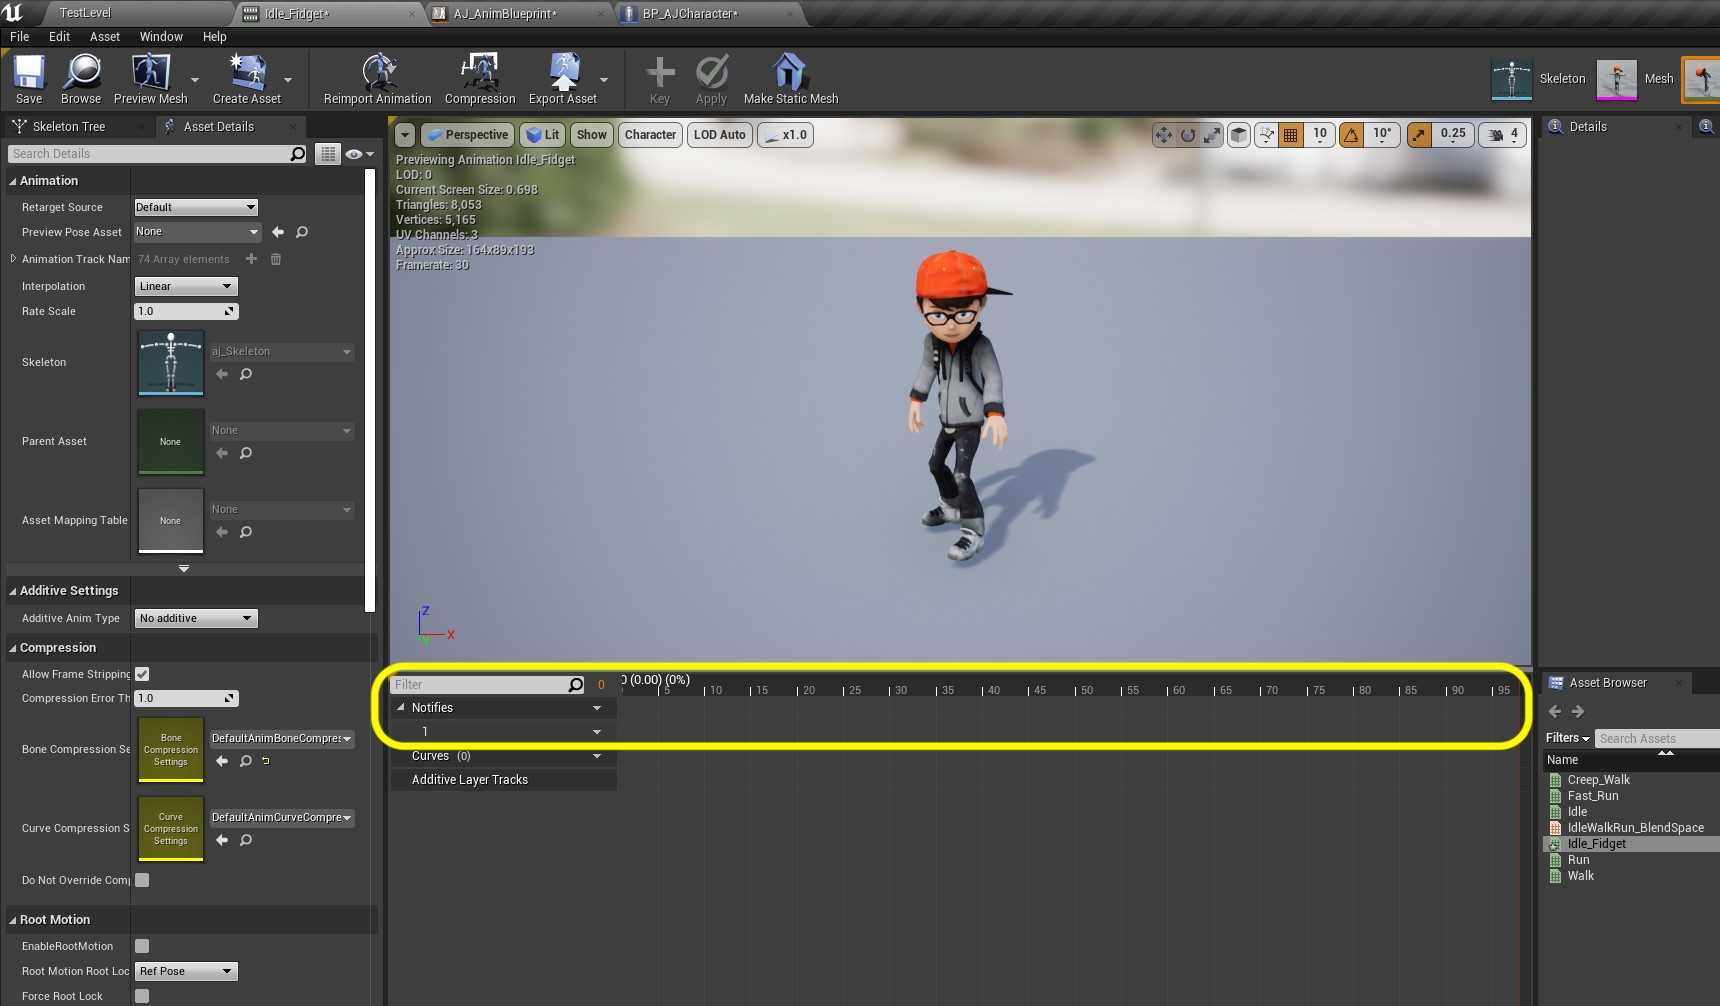 TestLevel
Idle_Fidget*
AJ_AnimBlueprint*
BP_AJCharacter*
File Edit Asset Window Help
Save
Browse
Preview Mesh
Create Asset
Reimport Animation
Compression
Export Asset
Key
Apply
Make Static Mesh
Skeleton
Mesh
Skeleton Tree
Asset Details
Search Details
Animation
Retarget Source Default
Preview Pose Asset None
Animation Track Nam 74 Array elements
Interpolation Linear
Rate Scale 1.0
Skeleton aj_Skeleton
Parent Asset None None
Asset Mapping Table None None
Additive Settings
Additive Anim Type No additive
Compression
Allow Frame Stripping
Compression Error Th 1.0
Bone Compression Se
Bone
Compression
Settings
DefaultAnimBoneCompres
Curve Compression S
Curve
Compression
Settings
DefaultAnimCurveCompre
Do Not Override Comp
Root Motion
EnableRootMotion
Root Motion Root Loc Ref Pose
Force Root Lock
Perspective Lit Show Character LOD Auto x1.0
10 10° 0.25 4
Previewing Animation Idle_Fidget
LOD: 0
Current Screen Size: 0.698
Triangles: 8,053
Vertices: 5,165
UV Channels: 3
Approx Size: 164x89x193
Framerate: 30
Z
X
Y
Filter 0 0 (0.00) (0%)
5 10 15 20 25 30 35 40 45 50 55 60 65 70 75 80 85 90 95
Notifies
1
Curves (0)
Additive Layer Tracks
Details
Asset Browser
Filters Search Assets
Name
Creep_Walk
Fast_Run
Idle
IdleWalkRun_BlendSpace
Idle_Fidget
Run
Walk